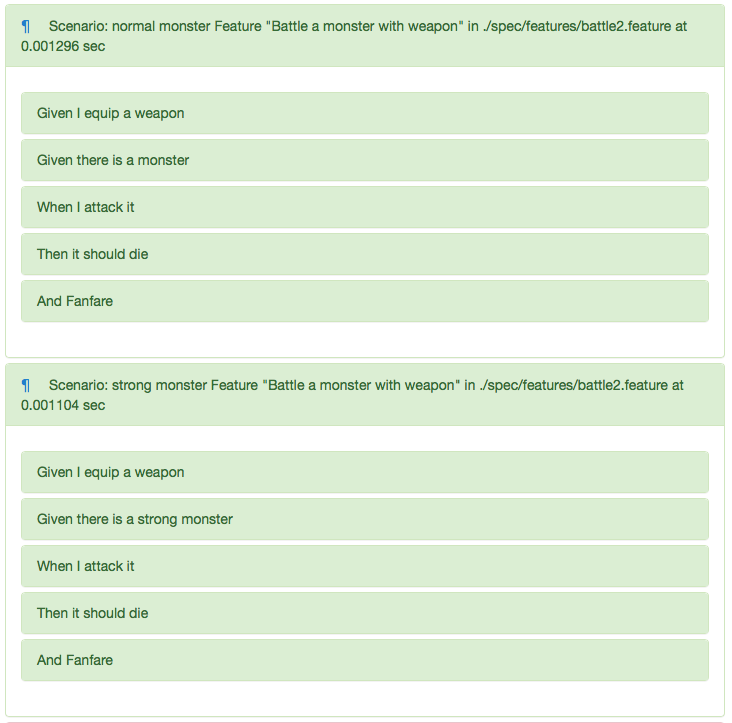 ¶ Scenario: normal monster Feature "Battle a monster with weapon" in ./spec/features/battle2.feature at
0.001296 sec
Given I equip a weapon
Given there is a monster
When I attack it
Then it should die
And Fanfare
¶ Scenario: strong monster Feature "Battle a monster with weapon" in ./spec/features/battle2.feature at
0.001104 sec
Given I equip a weapon
Given there is a strong monster
When I attack it
Then it should die
And Fanfare